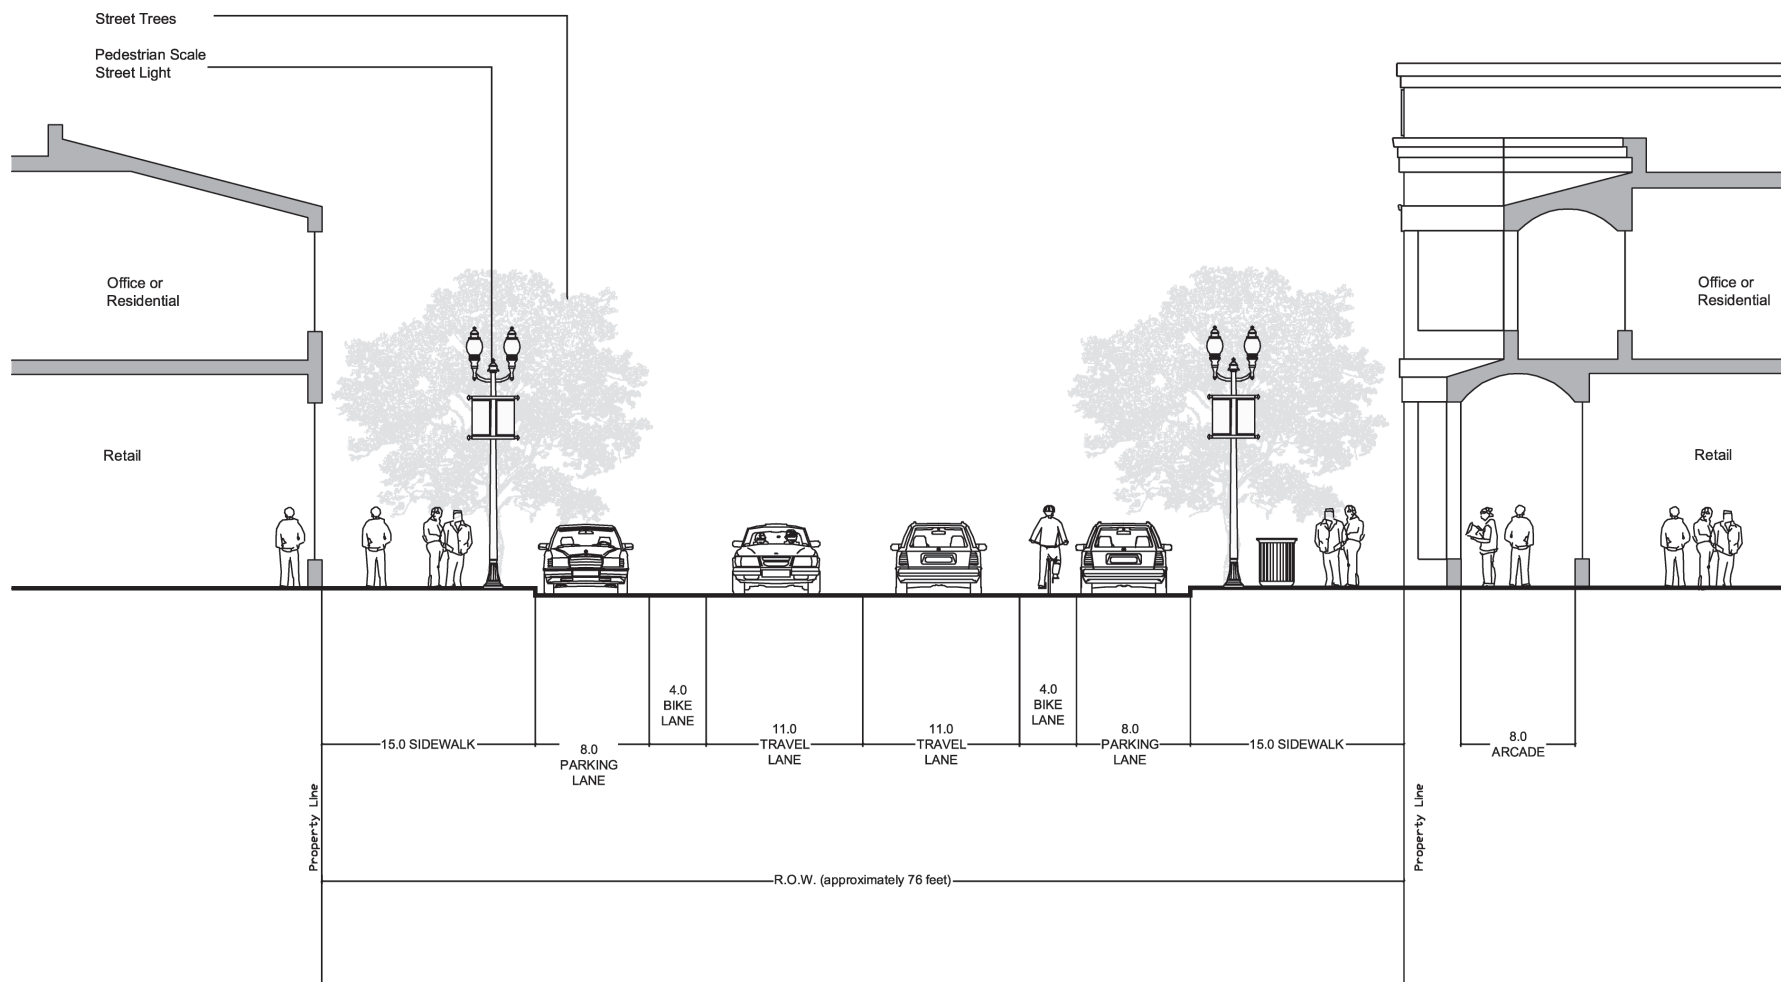 Street Trees
Pedestrian Scale
Street Light
Office or
Residential
Office or
Residential
Retail
Retail
15.0 SIDEWALK
8.0
PARKING
LANE
4.0
BIKE
LANE
11.0
TRAVEL
LANE
11.0
TRAVEL
LANE
4.0
BIKE
LANE
8.0
PARKING
LANE
15.0 SIDEWALK
8.0
ARCADE
Property Line
Property Line
R.O.W. (approximately 76 feet)